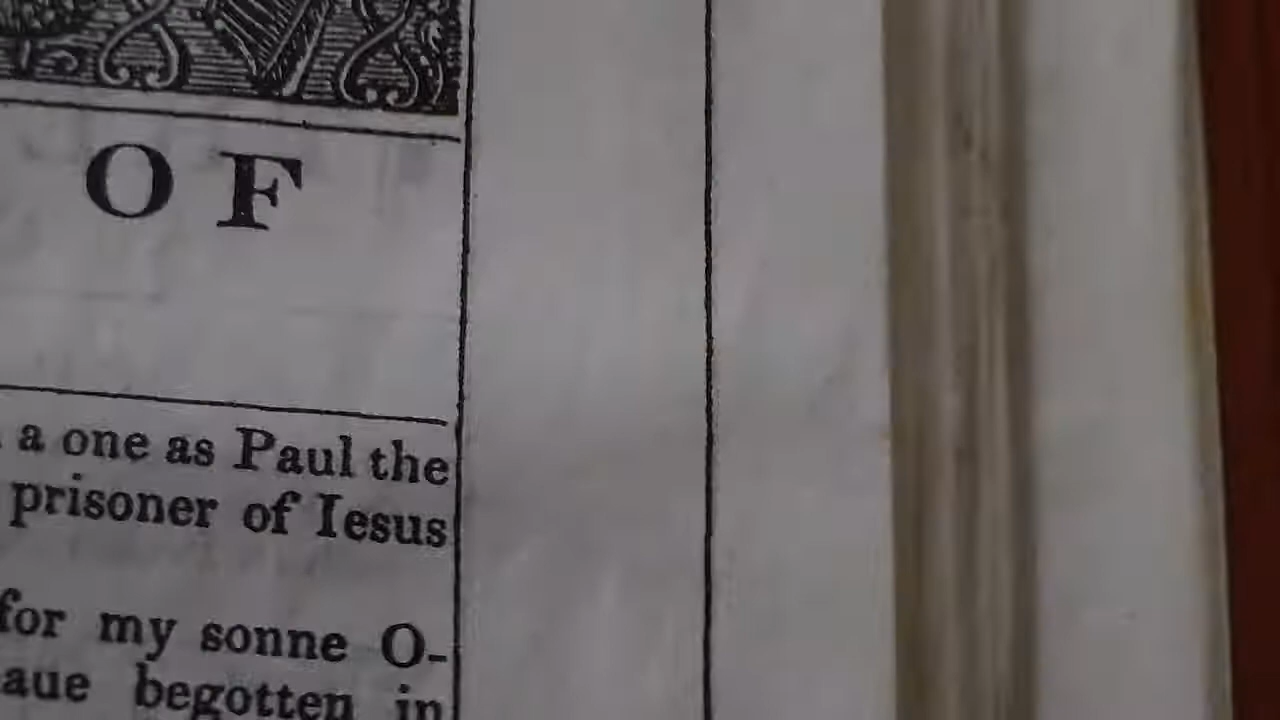 OF
a one as Paul the
prisoner of Iesus
for my sonne O-
aue begotten in